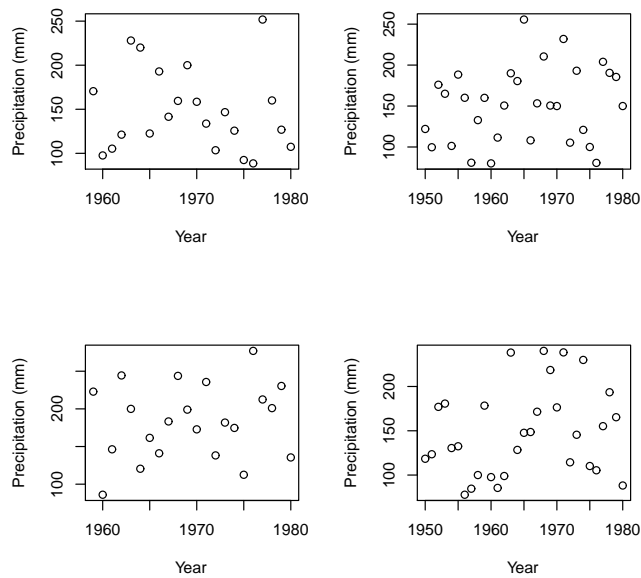 Precipitation (mm)
100 150 200 250
1960 1970 1980
Year
Precipitation (mm)
100 150 200 250
1950 1960 1970 1980
Year
Precipitation (mm)
100 200
1960 1970 1980
Year
Precipitation (mm)
100 150 200
1950 1960 1970 1980
Year